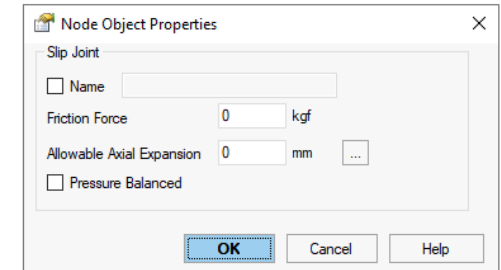 Node Object Properties
Slip Joint
Name
Friction Force 0 kgf
Allowable Axial Expansion 0 mm ...
Pressure Balanced
OK Cancel Help